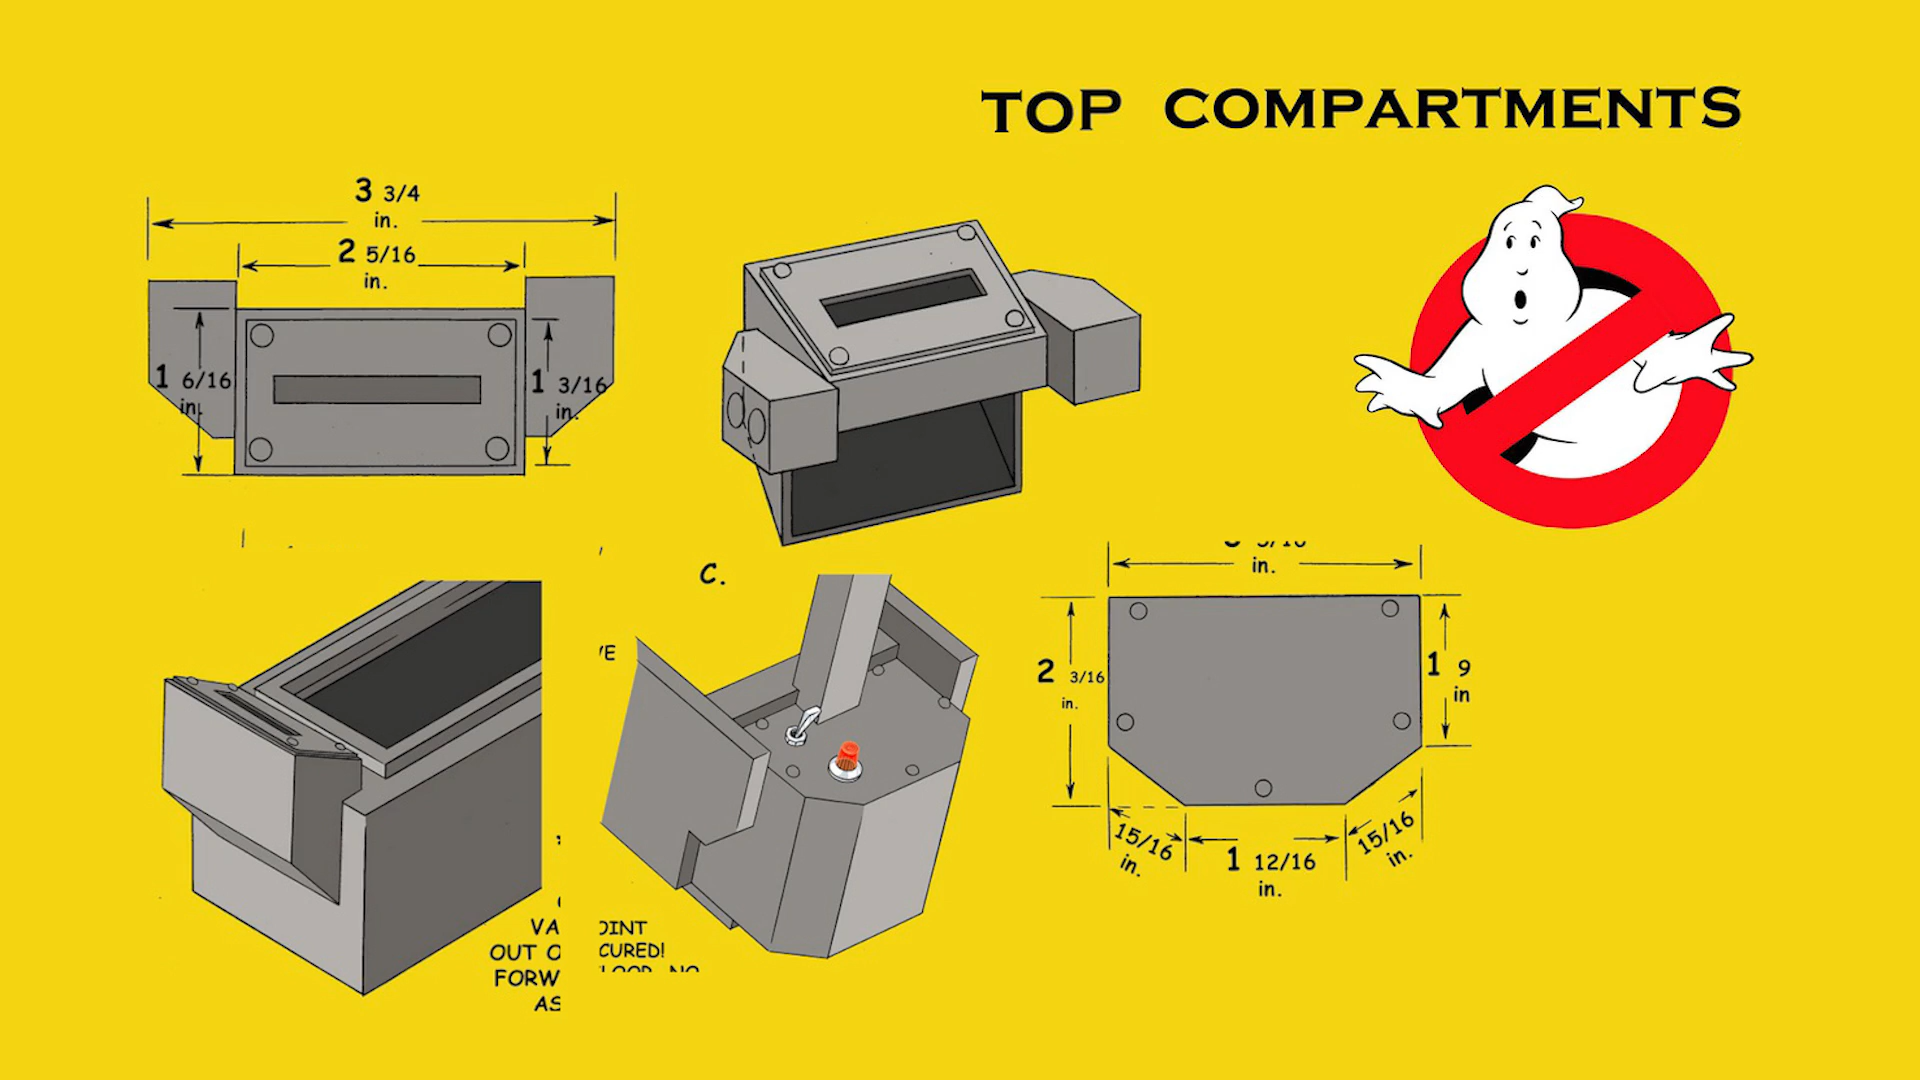 TOP COMPARTMENTS
3 3/4
in.
2 5/16
in.
1 6/16
in.
1 3/16
in.
C.
in.
2 3/16
in.
1 9
in
15/16
in.
1 12/16
in.
15/16
in.
VA
OUT O
FORW
AS
OINT
CURED!